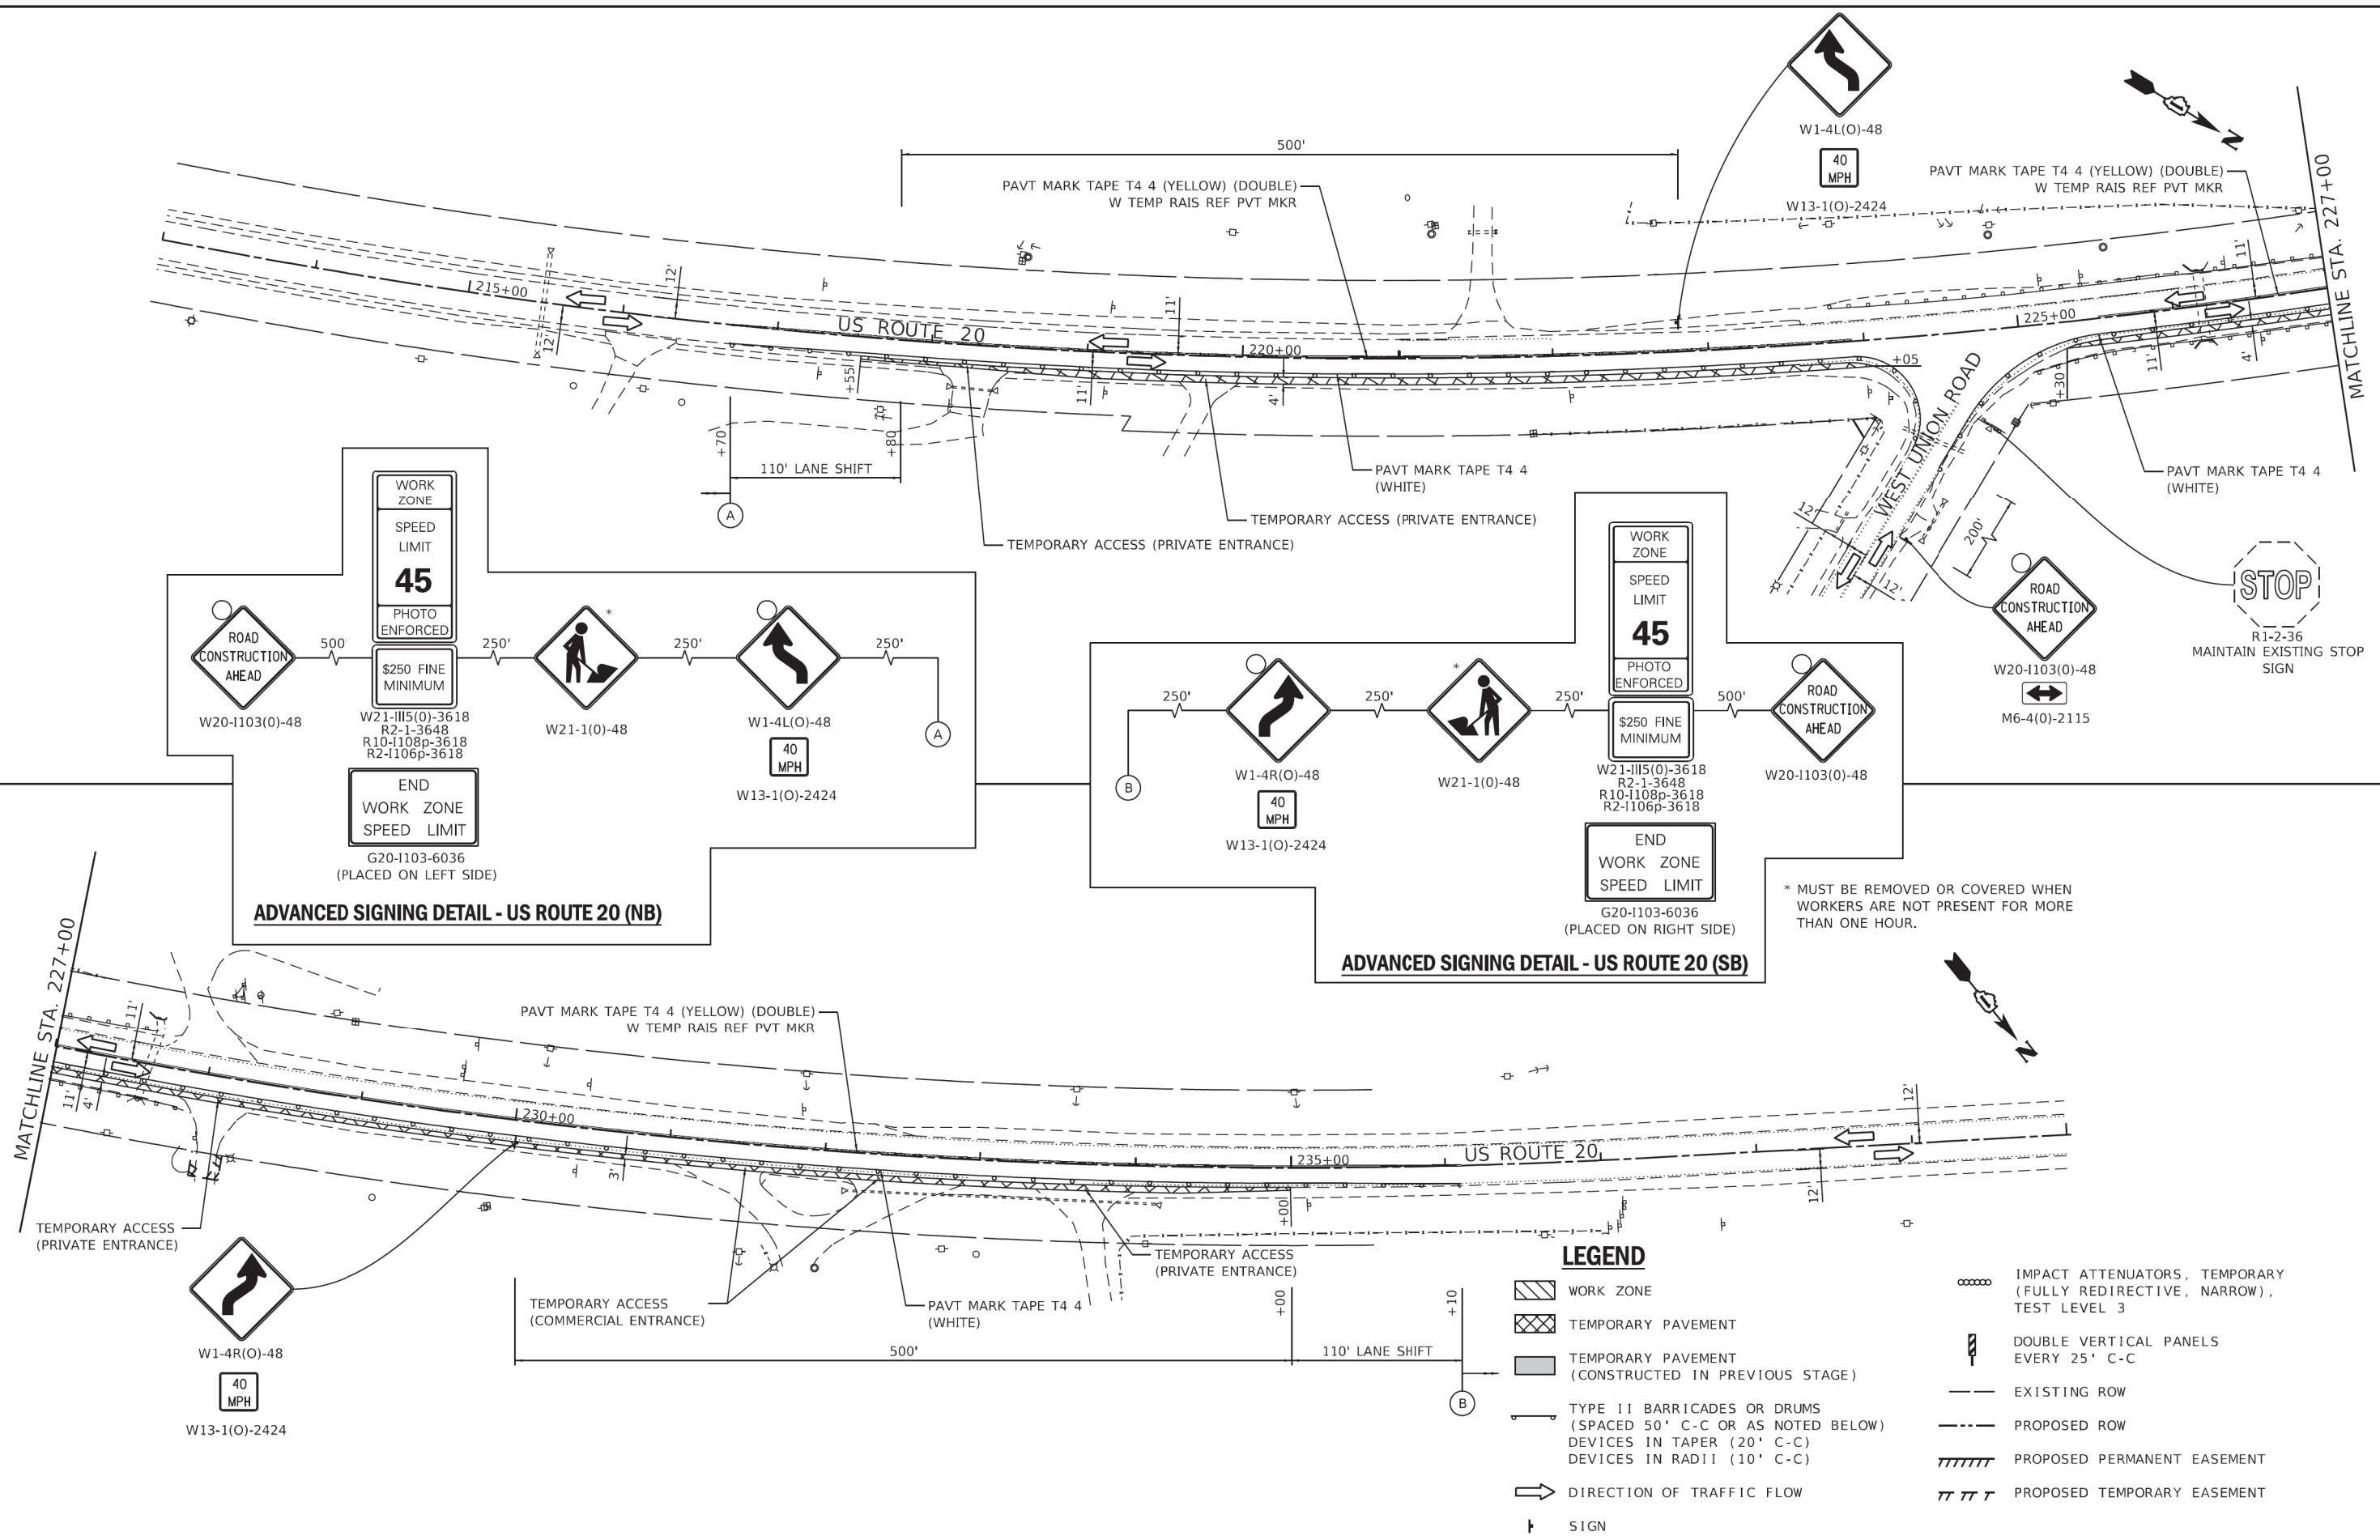 W1-4L(O)-48
40
MPH
W13-1(O)-2424
N
500'
PAVT MARK TAPE T4 4 (YELLOW) (DOUBLE)
W TEMP RAIS REF PVT MKR
PAVT MARK TAPE T4 4 (YELLOW) (DOUBLE)
W TEMP RAIS REF PVT MKR
MATCHLINE STA. 227+00
215+00
12'
12'
US ROUTE 20
11'
11'
220+00
4'
225+00
11'
11'
4'
+55
+70
+80
+05
+30
110' LANE SHIFT
A
PAVT MARK TAPE T4 4
(WHITE)
TEMPORARY ACCESS (PRIVATE ENTRANCE)
TEMPORARY ACCESS (PRIVATE ENTRANCE)
WEST UNION ROAD
12'
12'
200'
PAVT MARK TAPE T4 4
(WHITE)
STOP
R1-2-36
MAINTAIN EXISTING STOP
SIGN
ROAD
CONSTRUCTION
AHEAD
W20-I103(0)-48
M6-4(0)-2115
ROAD
CONSTRUCTION
AHEAD
W20-I103(0)-48
500'
WORK
ZONE
SPEED
LIMIT
45
PHOTO
ENFORCED
$250 FINE
MINIMUM
W21-III5(0)-3618
R2-1-3648
R10-I108p-3618
R2-I106p-3618
END
WORK ZONE
SPEED LIMIT
G20-I103-6036
(PLACED ON LEFT SIDE)
250'
*
W21-1(0)-48
250'
W1-4L(O)-48
40
MPH
W13-1(O)-2424
250'
A
ADVANCED SIGNING DETAIL - US ROUTE 20 (NB)
B
250'
W1-4R(O)-48
40
MPH
W13-1(O)-2424
250'
*
W21-1(0)-48
250'
WORK
ZONE
SPEED
LIMIT
45
PHOTO
ENFORCED
$250 FINE
MINIMUM
W21-III5(0)-3618
R2-1-3648
R10-I108p-3618
R2-I106p-3618
END
WORK ZONE
SPEED LIMIT
G20-I103-6036
(PLACED ON RIGHT SIDE)
500'
ROAD
CONSTRUCTION
AHEAD
W20-I103(0)-48
ADVANCED SIGNING DETAIL - US ROUTE 20 (SB)
* MUST BE REMOVED OR COVERED WHEN
WORKERS ARE NOT PRESENT FOR MORE
THAN ONE HOUR.
N
MATCHLINE STA. 227+00
11'
11'
4'
PAVT MARK TAPE T4 4 (YELLOW) (DOUBLE)
W TEMP RAIS REF PVT MKR
230+00
3'
235+00
US ROUTE 20
12'
12'
+00
TEMPORARY ACCESS
(PRIVATE ENTRANCE)
W1-4R(O)-48
40
MPH
W13-1(O)-2424
TEMPORARY ACCESS
(COMMERCIAL ENTRANCE)
PAVT MARK TAPE T4 4
(WHITE)
TEMPORARY ACCESS
(PRIVATE ENTRANCE)
+00
+10
500'
110' LANE SHIFT
B
LEGEND
WORK ZONE
TEMPORARY PAVEMENT
TEMPORARY PAVEMENT
(CONSTRUCTED IN PREVIOUS STAGE)
TYPE II BARRICADES OR DRUMS
(SPACED 50' C-C OR AS NOTED BELOW)
DEVICES IN TAPER (20' C-C)
DEVICES IN RADII (10' C-C)
DIRECTION OF TRAFFIC FLOW
SIGN
IMPACT ATTENUATORS, TEMPORARY
(FULLY REDIRECTIVE, NARROW),
TEST LEVEL 3
DOUBLE VERTICAL PANELS
EVERY 25' C-C
EXISTING ROW
PROPOSED ROW
PROPOSED PERMANENT EASEMENT
PROPOSED TEMPORARY EASEMENT